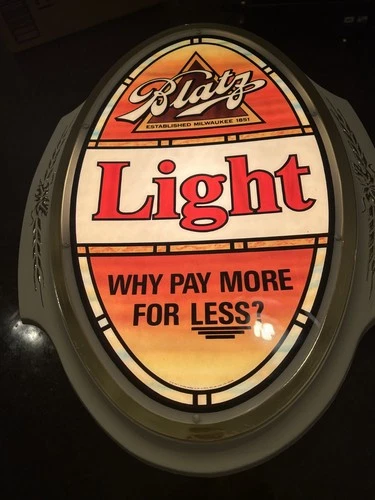 Blatz
ESTABLISHED MILWAUKEE 1851
Light
WHY PAY MORE
FOR LESS?